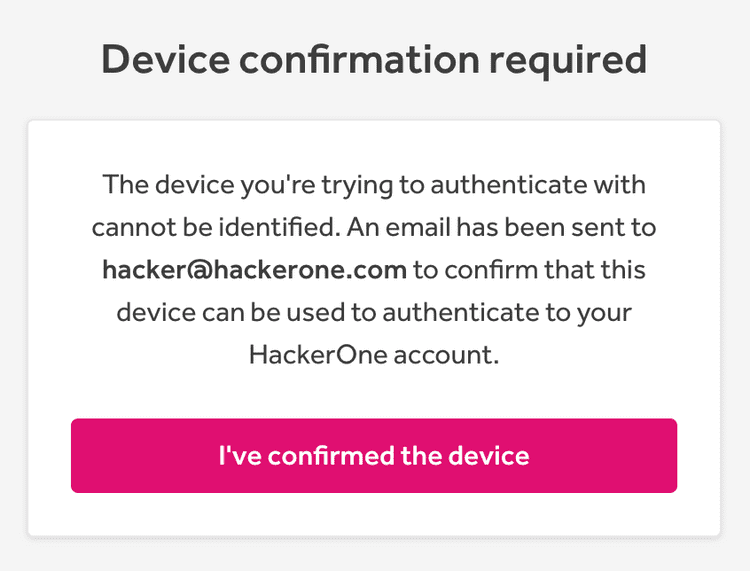 Device confirmation required
The device you're trying to authenticate with
cannot be identified. An email has been sent to
hacker@hackerone.com to confirm that this
device can be used to authenticate to your
HackerOne account.
I've confirmed the device